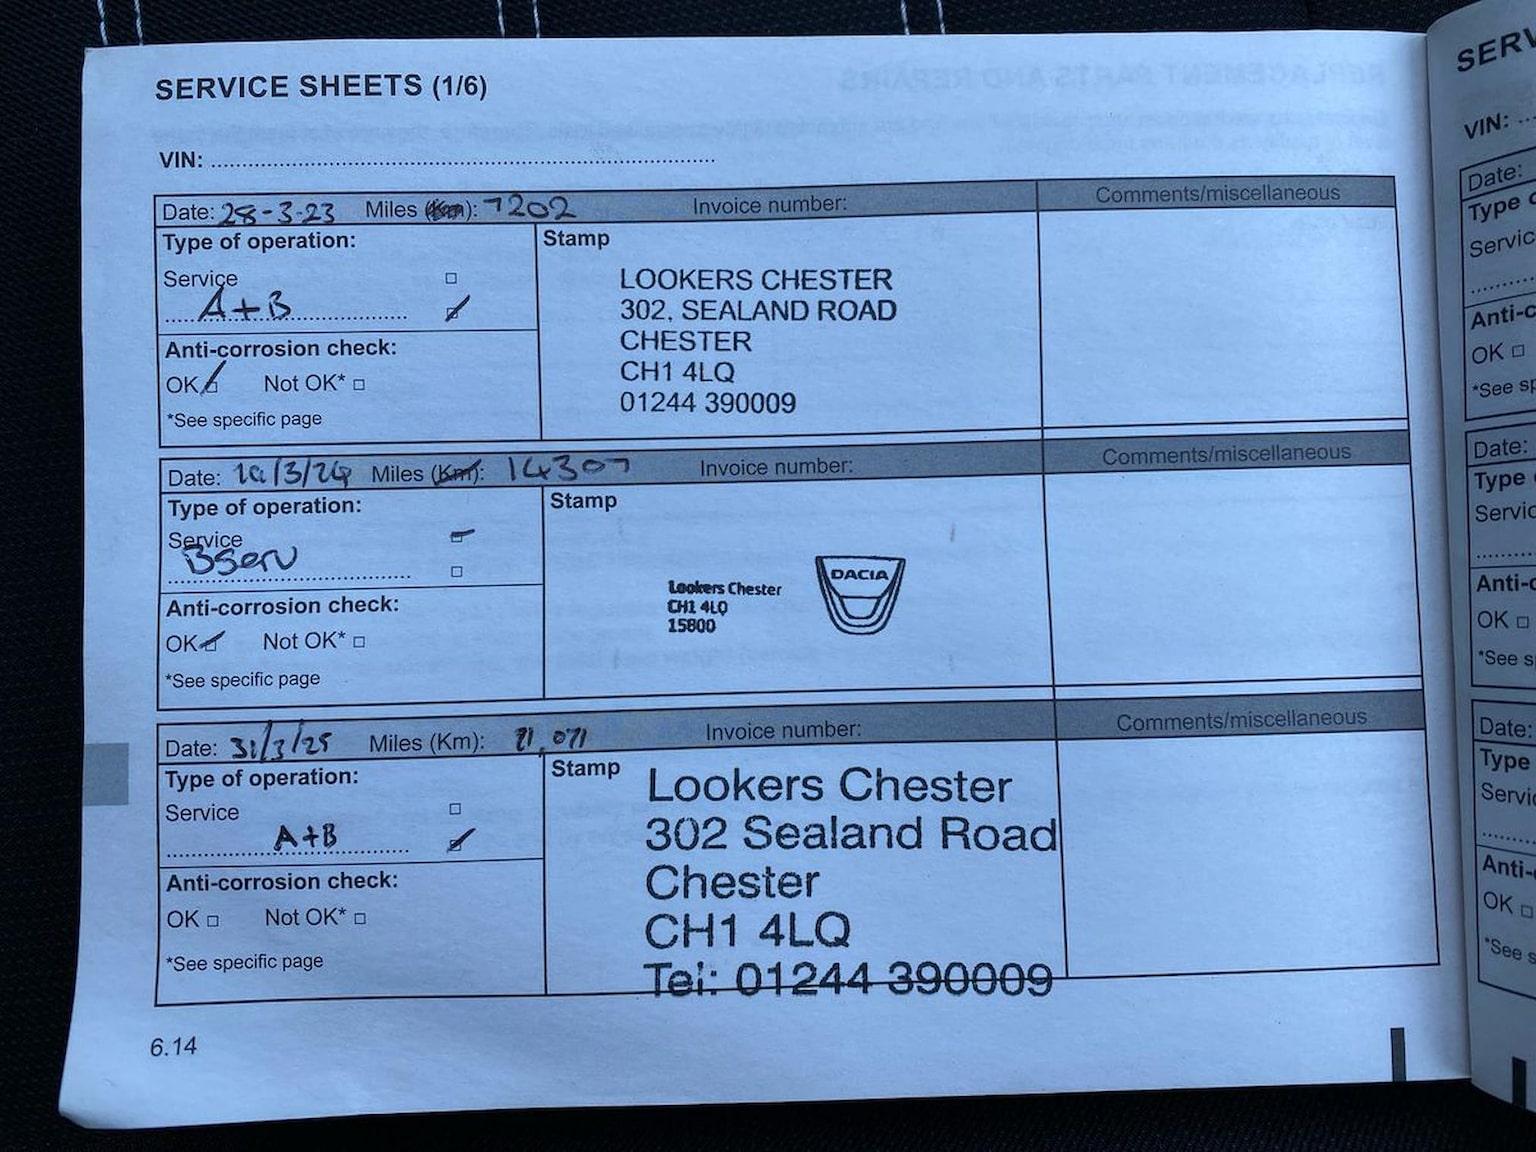 SERVICE SHEETS (1/6)
VIN:
Date: 28-3-23 Miles (Km): 7202 Invoice number: Comments/miscellaneous
Type of operation:
Service
A+B
Anti-corrosion check:
OK Not OK*
*See specific page
Stamp
LOOKERS CHESTER
302, SEALAND ROAD
CHESTER
CH1 4LQ
01244 390009
Date: /3/24 Miles (Km): 14307 Invoice number: Comments/miscellaneous
Type of operation:
Service
B Serv
Anti-corrosion check:
OK Not OK*
*See specific page
Stamp
Lookers Chester
CH1 4LQ
15800
DACIA
Date: 31/3/25 Miles (Km): Invoice number: Comments/miscellaneous
Type of operation:
Service
A+B
Anti-corrosion check:
OK Not OK*
*See specific page
Stamp
Lookers Chester
302 Sealand Road
Chester
CH1 4LQ
Tel: 01244 390009
6.14
SERV
VIN:
Date:
Type o
Servic
Anti-c
OK
*See sp
Date:
Type
Servic
Anti-c
OK
*See s
Date:
Type
Servi
Anti-
OK
*See s